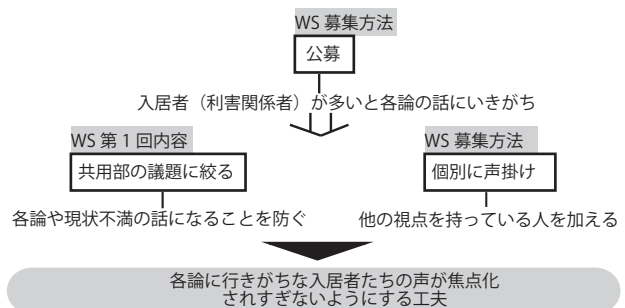 WS 募集方法
公募
入居者（利害関係者）が多いと各論の話にいきがち
WS 第 1 回内容
共用部の議題に絞る
各論や現状不満の話になることを防ぐ
WS 募集方法
個別に声掛け
他の視点を持っている人を加える
各論に行きがちな入居者たちの声が焦点化
されすぎないようにする工夫